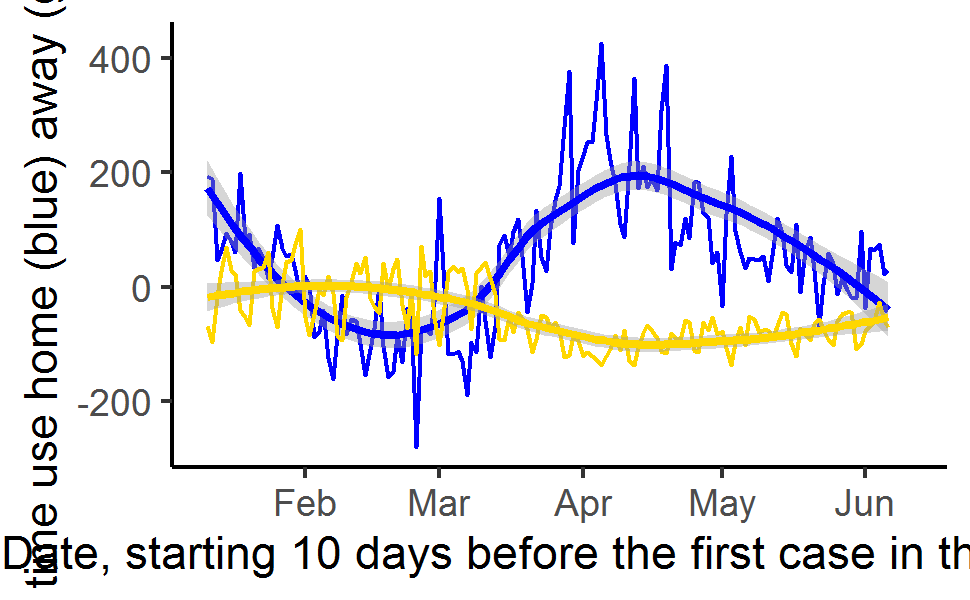 time use home (blue) away (
400
200
0
-200
Feb Mar Apr May Jun
Date, starting 10 days before the first case in th